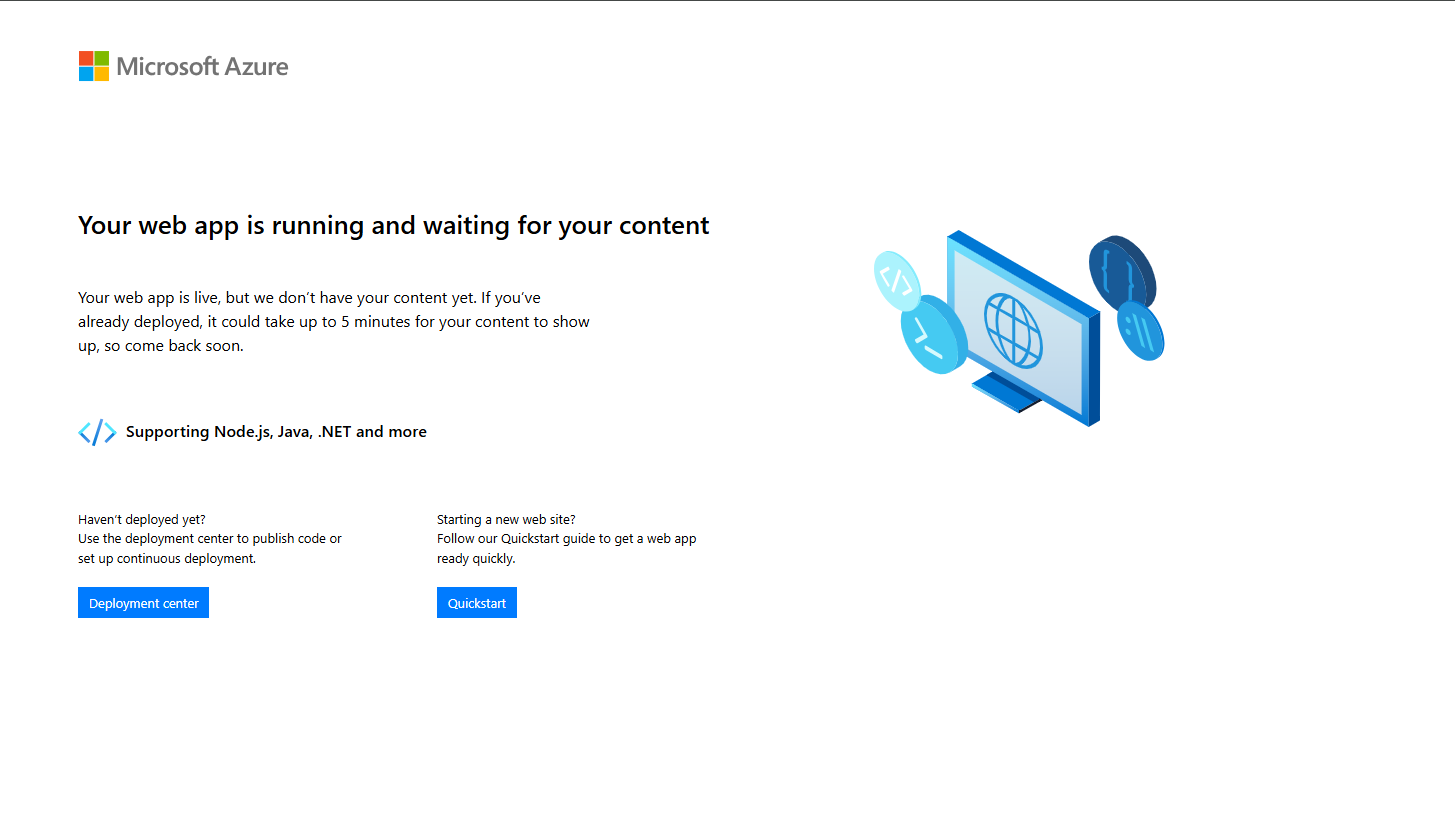 Microsoft Azure
Your web app is running and waiting for your content
Your web app is live, but we don’t have your content yet. If you’ve
already deployed, it could take up to 5 minutes for your content to show
up, so come back soon.
Supporting Node.js, Java, .NET and more
Haven’t deployed yet?
Use the deployment center to publish code or
set up continuous deployment.
Deployment center
Starting a new web site?
Follow our Quickstart guide to get a web app
ready quickly.
Quickstart